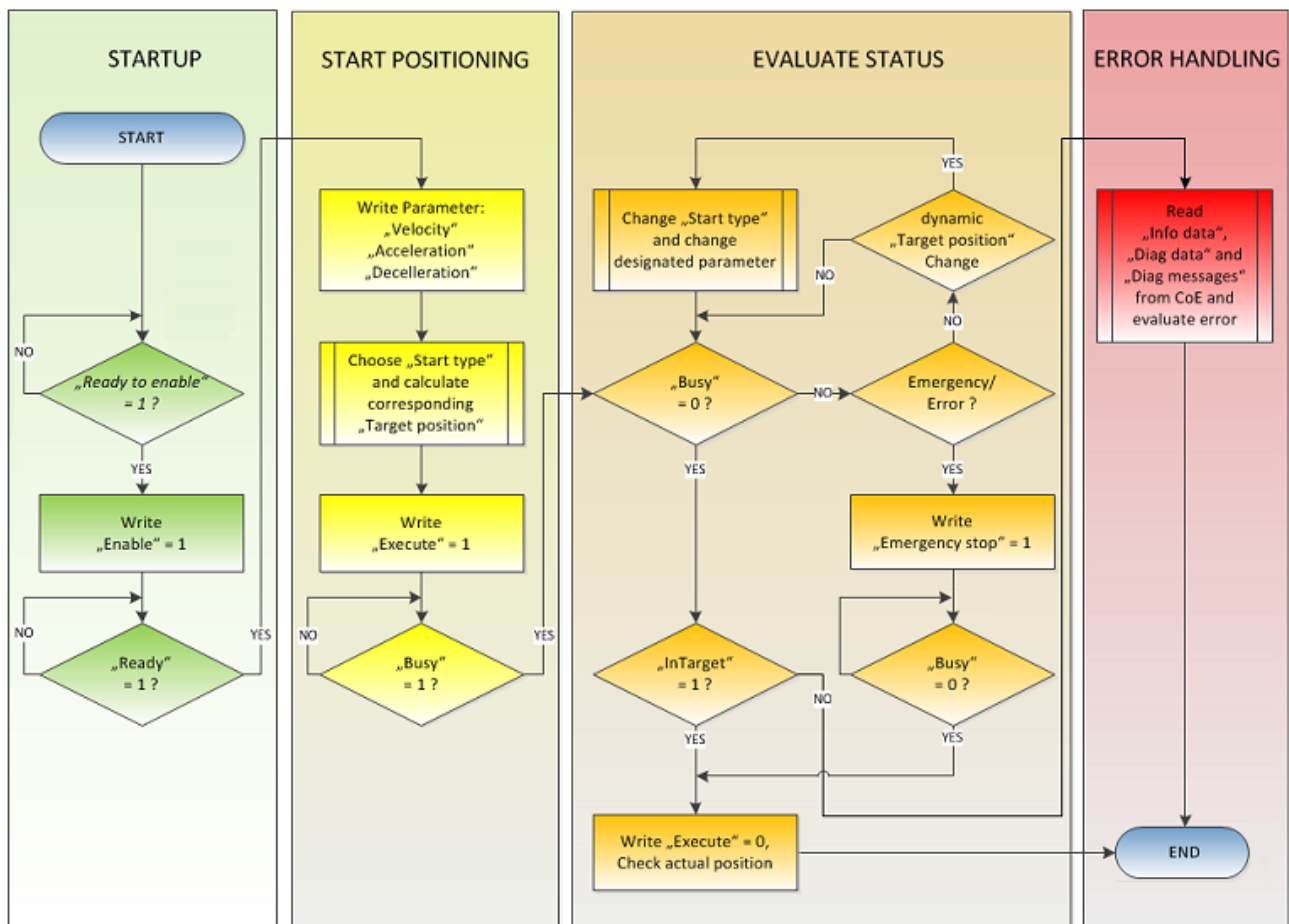 STARTUP
START
NO
„Ready to enable“
= 1 ?
YES
Write
„Enable“ = 1
NO
„Ready“
= 1 ?
YES
START POSITIONING
Write Parameter:
„Velocity“
„Acceleration“
„Decelleration“
Choose „Start type“
and calculate
corresponding
„Target position“
Write
„Execute“ = 1
NO
„Busy“
= 1 ?
YES
EVALUATE STATUS
YES
Change „Start type“
and change
designated parameter
dynamic
„Target position“
Change
NO
NO
„Busy“
= 0 ?
NO
Emergency/
Error ?
YES
YES
Write
„Emergency stop“ = 1
„InTarget“
= 1 ?
NO
„Busy“
= 0 ?
YES
YES
Write „Execute“ = 0,
Check actual position
ERROR HANDLING
Read
„Info data“,
„Diag data“ and
„Diag messages“
from CoE and
evaluate error
END